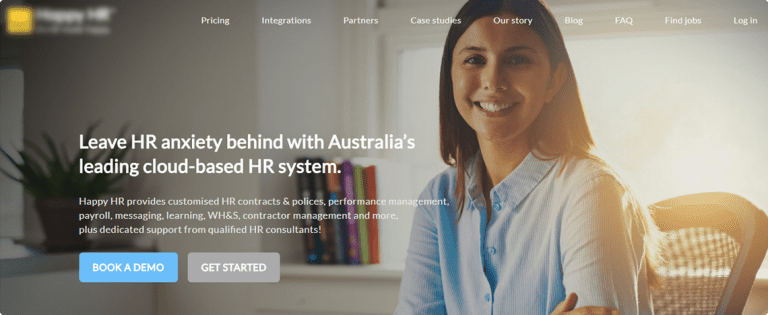 Happy HR
Pricing
Integrations
Partners
Case studies
Our story
Blog
FAQ
Find jobs
Log in
Leave HR anxiety behind with Australia's
leading cloud-based HR system.
Happy HR provides customised HR contracts & polices, performance management,
payroll, messaging, learning, WH&S, contractor management and more,
plus dedicated support from qualified HR consultants!
BOOK A DEMO
GET STARTED